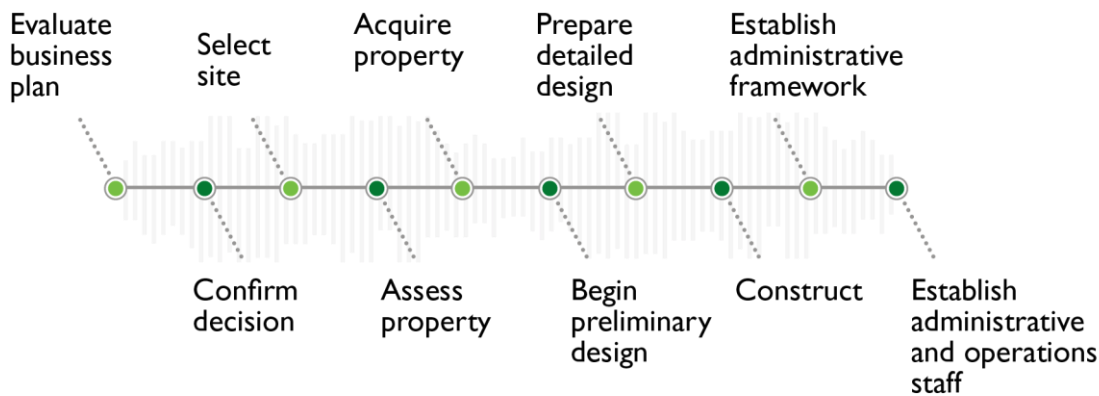 Evaluate
business
plan
Select
site
Acquire
property
Prepare
detailed
design
Establish
administrative
framework
Confirm
decision
Assess
property
Begin
preliminary
design
Construct
Establish
administrative
and operations
staff